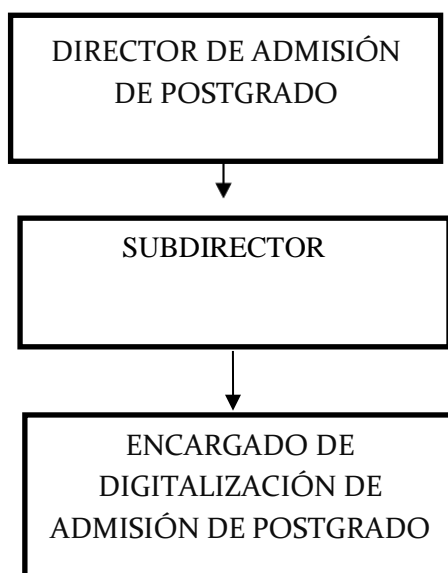 DIRECTOR DE ADMISIÓN
DE POSTGRADO
SUBDIRECTOR
ENCARGADO DE
DIGITALIZACIÓN DE
ADMISIÓN DE POSTGRADO